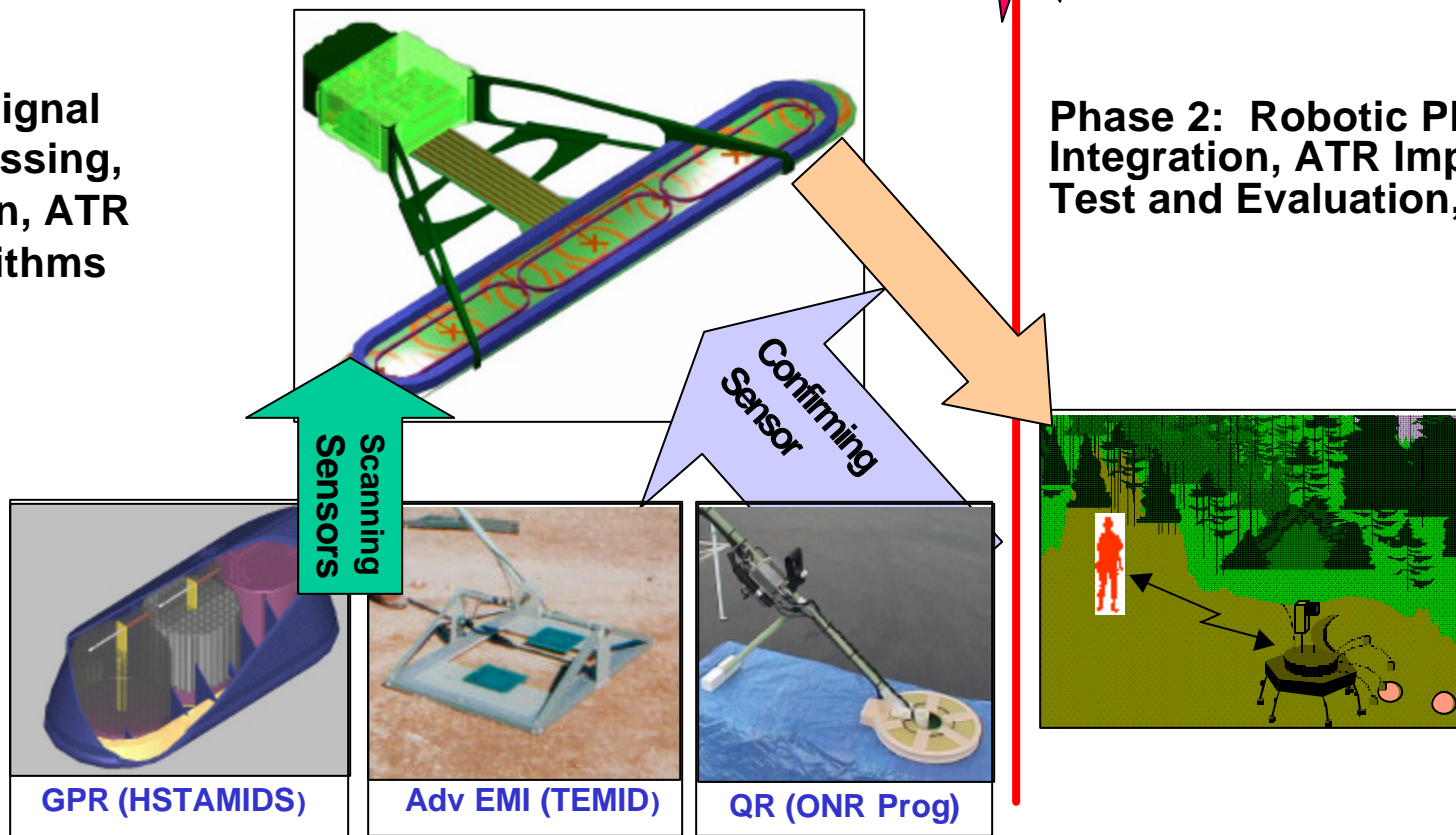 ignal
ssing,
n, ATR
ithms
Phase 2: Robotic Pl
Integration, ATR Imp
Test and Evaluation,
Confirming
Sensor
Scanning
Sensors
GPR (HSTAMIDS)
Adv EMI (TEMID)
QR (ONR Prog)